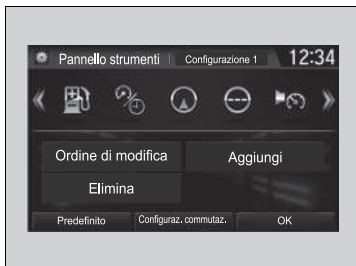 Pannello strumenti Configurazione 1 12:34
Ordine di modifica Aggiungi
Elimina
Predefinito Configuraz. commutaz. OK